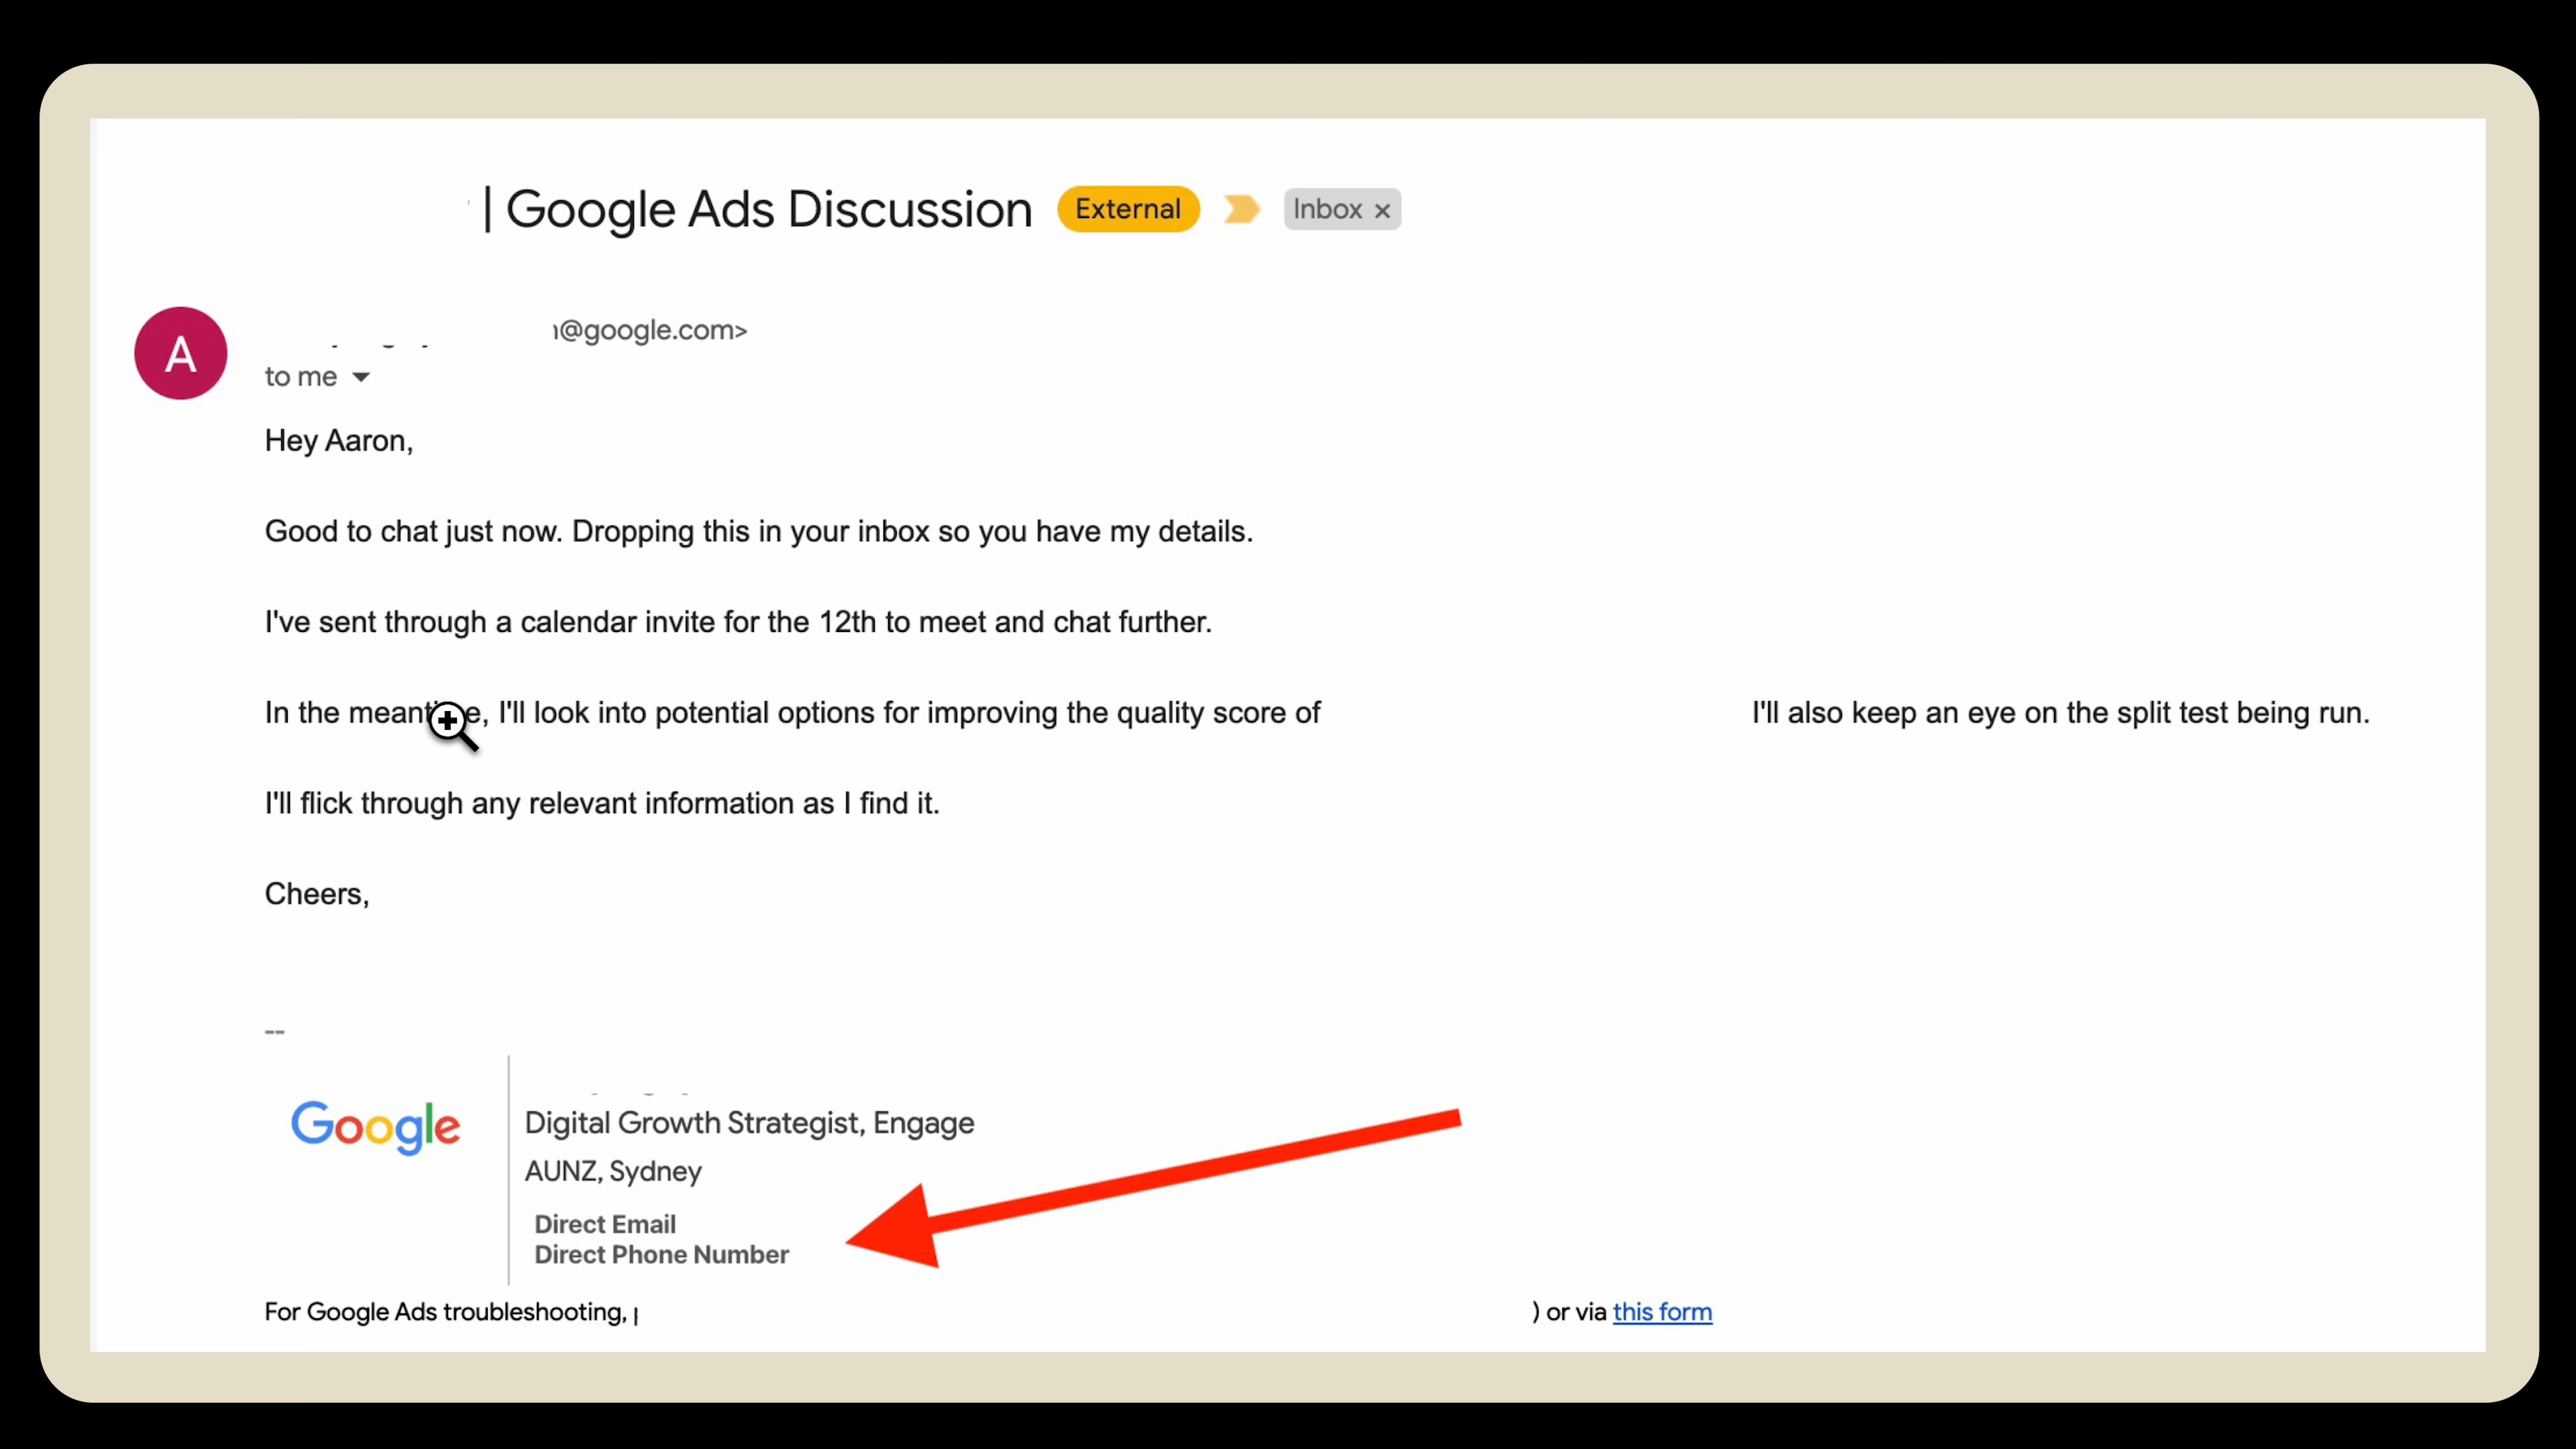 | Google Ads Discussion External Inbox ×
A
@google.com>
to me
Hey Aaron,
Good to chat just now. Dropping this in your inbox so you have my details.
I've sent through a calendar invite for the 12th to meet and chat further.
In the meantime, I'll look into potential options for improving the quality score of I'll also keep an eye on the split test being run.
I'll flick through any relevant information as I find it.
Cheers,
--
Google
Digital Growth Strategist, Engage
AUNZ, Sydney
Direct Email
Direct Phone Number
For Google Ads troubleshooting, ) or via this form